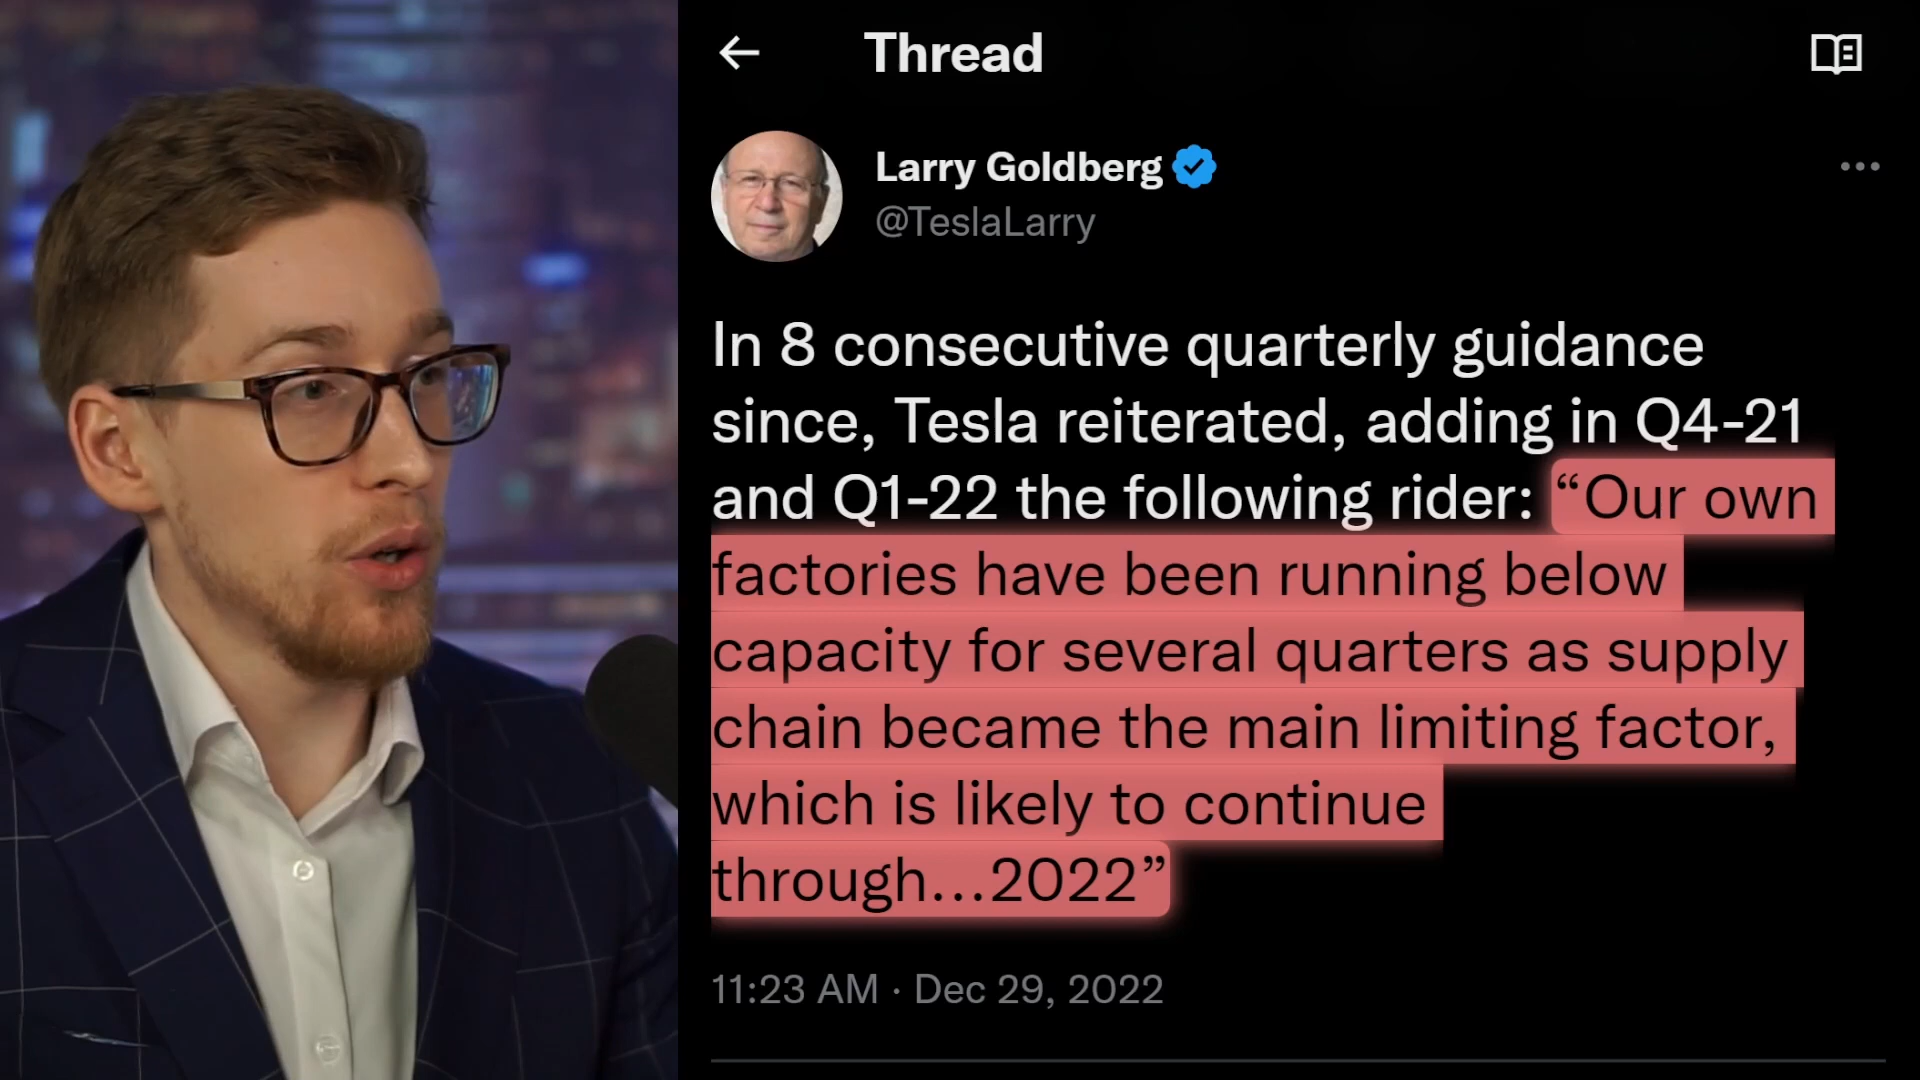 Thread
Larry Goldberg
@TeslaLarry
In 8 consecutive quarterly guidance
since, Tesla reiterated, adding in Q4-21
and Q1-22 the following rider: “Our own
factories have been running below
capacity for several quarters as supply
chain became the main limiting factor,
which is likely to continue
through...2022”
11:23 AM · Dec 29, 2022